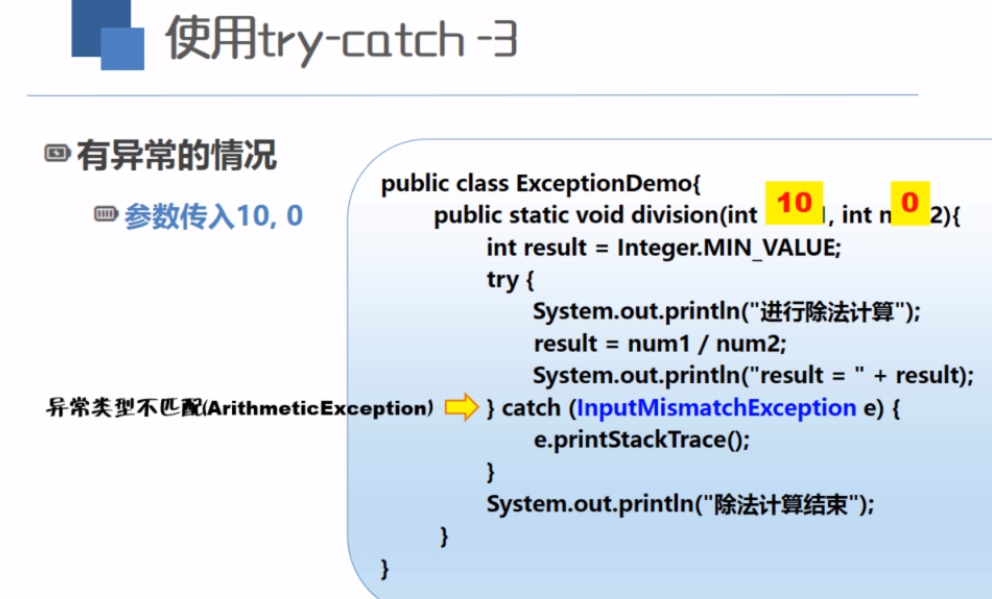 使用try-catch -3
有异常的情况
参数传入10, 0
public class ExceptionDemo{
public static void division(int 10 1, int n 0 2){
int result = Integer.MIN_VALUE;
try {
System.out.println("进行除法计算");
result = num1 / num2;
System.out.println("result = " + result);
异常类型不匹配(ArithmeticException) } catch (InputMismatchException e) {
e.printStackTrace();
}
System.out.println("除法计算结束");
}
}